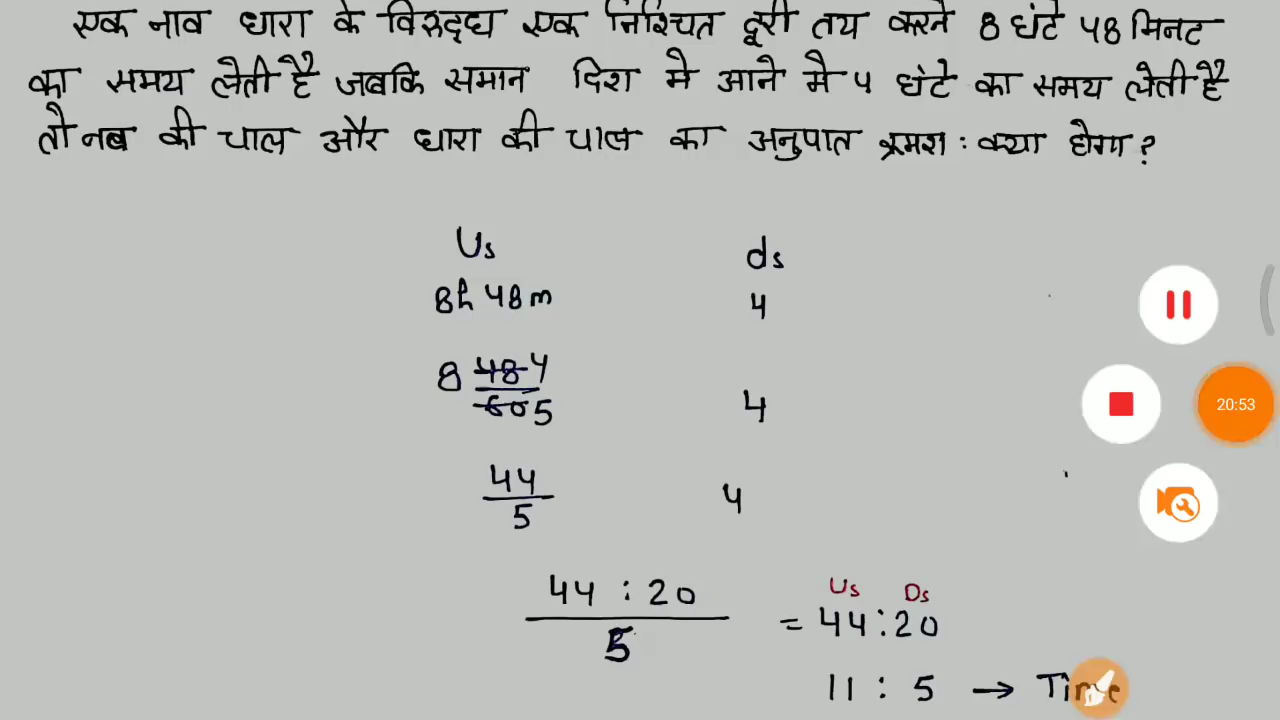 एक नाव धारा के विरुद्ध एक निश्चित दूरी तय करने 8 घंटे 48 मिनट
का समय लेती है जबकि समान दिशा मे आने मे 4 घंटे का समय लेती है
तो नाव की चाल और धारा की चाल का अनुपात क्रमश: क्या होगा?
Us ds
8h 48m 4
8 48 4 4
60 5
44 4
5
44 : 20
5
Us Ds
= 44 : 20
11 : 5 → Time
20:53